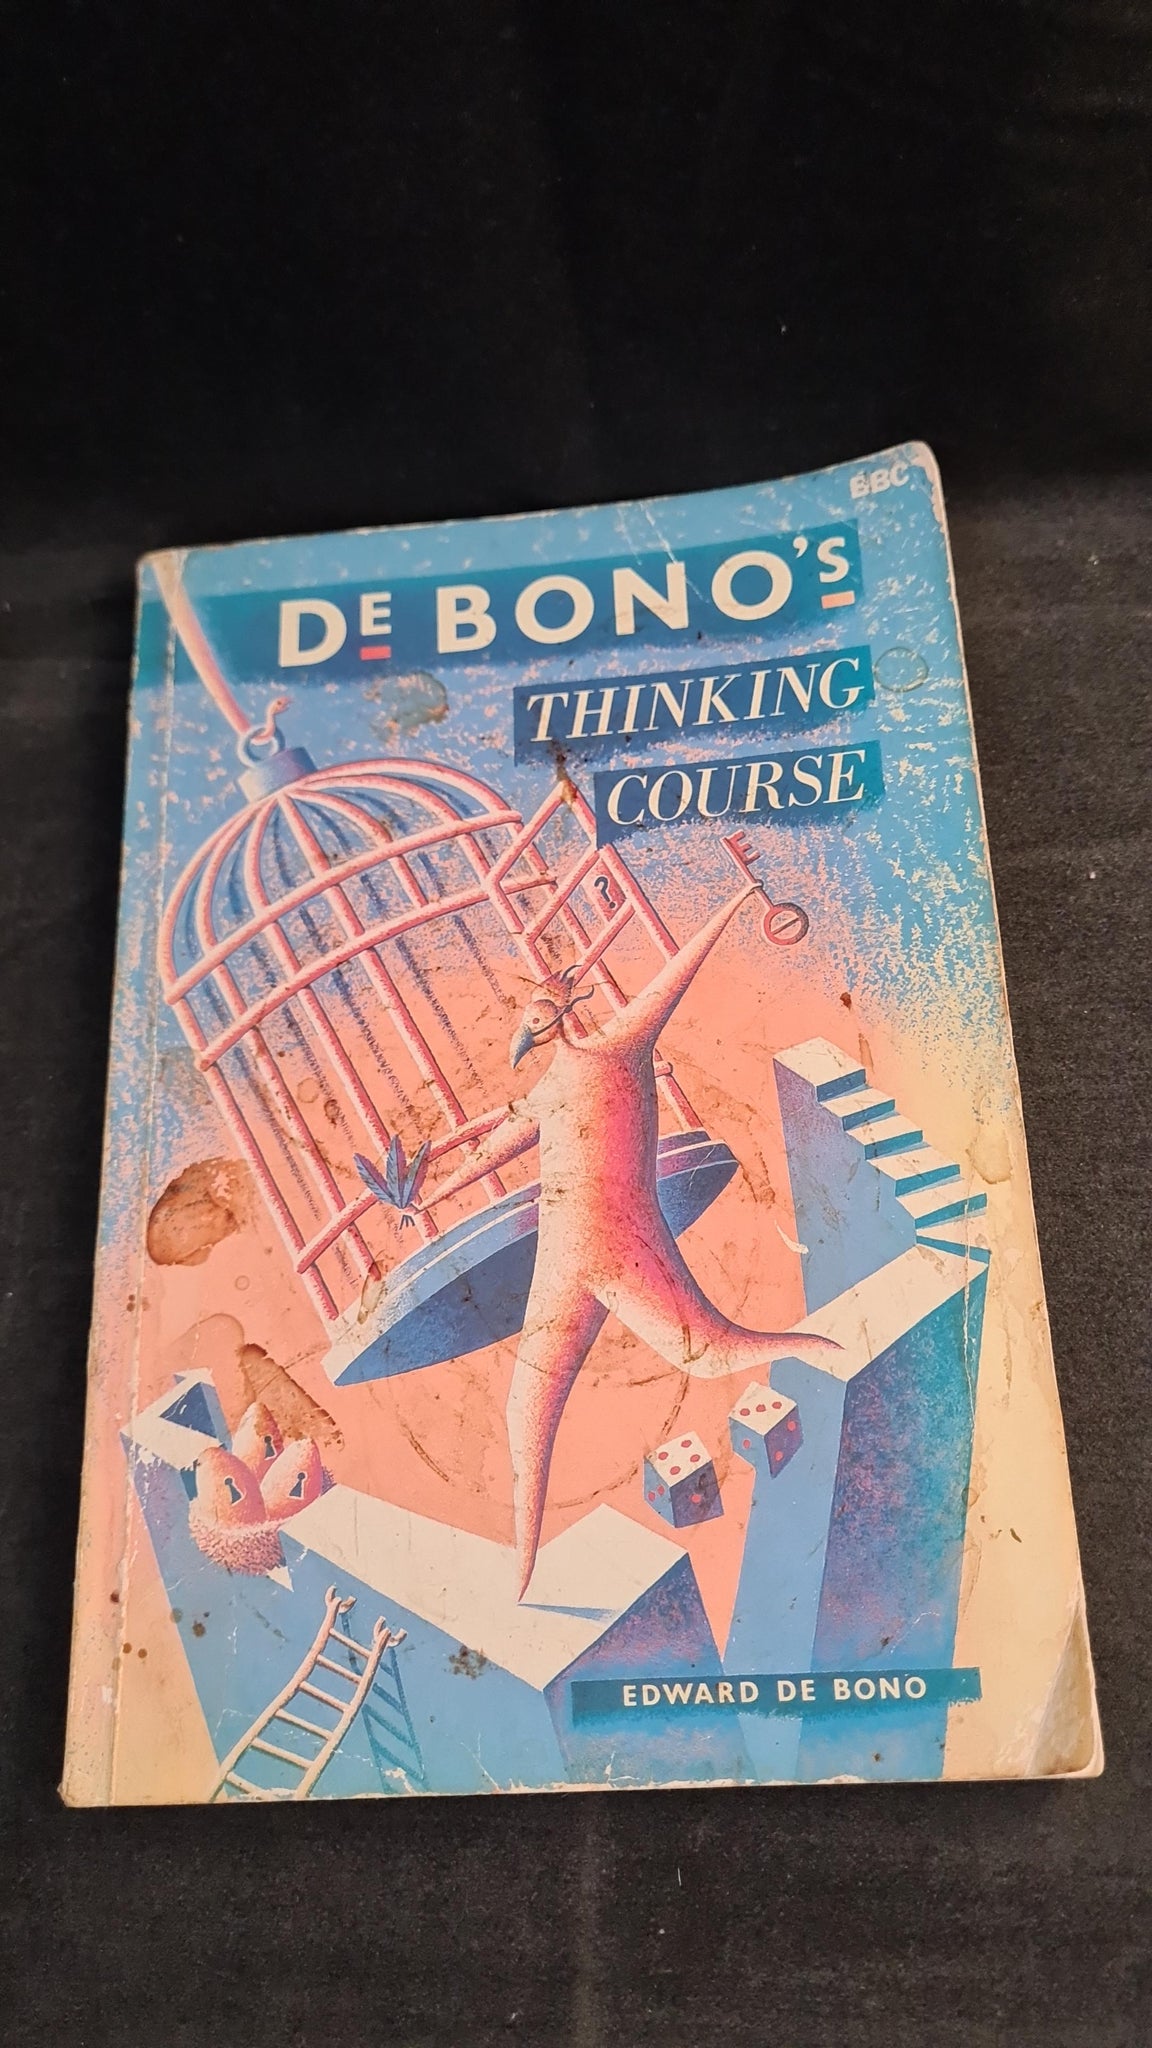 BBC
DE BONO'S
THINKING
COURSE
?
EDWARD DE BONO